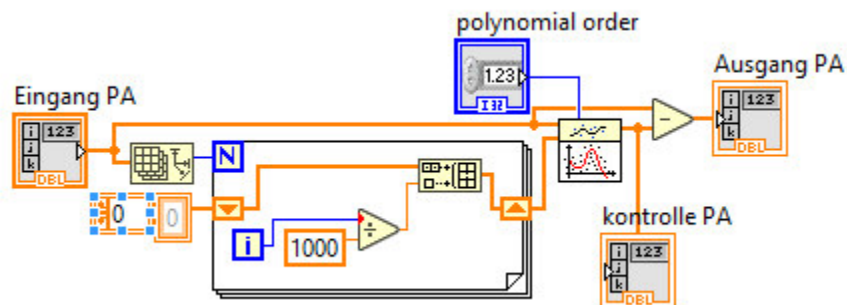 polynomial order
1.23
I32
Eingang PA
i 123
j
k
DBL
Ausgang PA
i 123
j
k
DBL
N
0
0
i
1000
÷
-
kontrolle PA
i 123
j
k
DBL